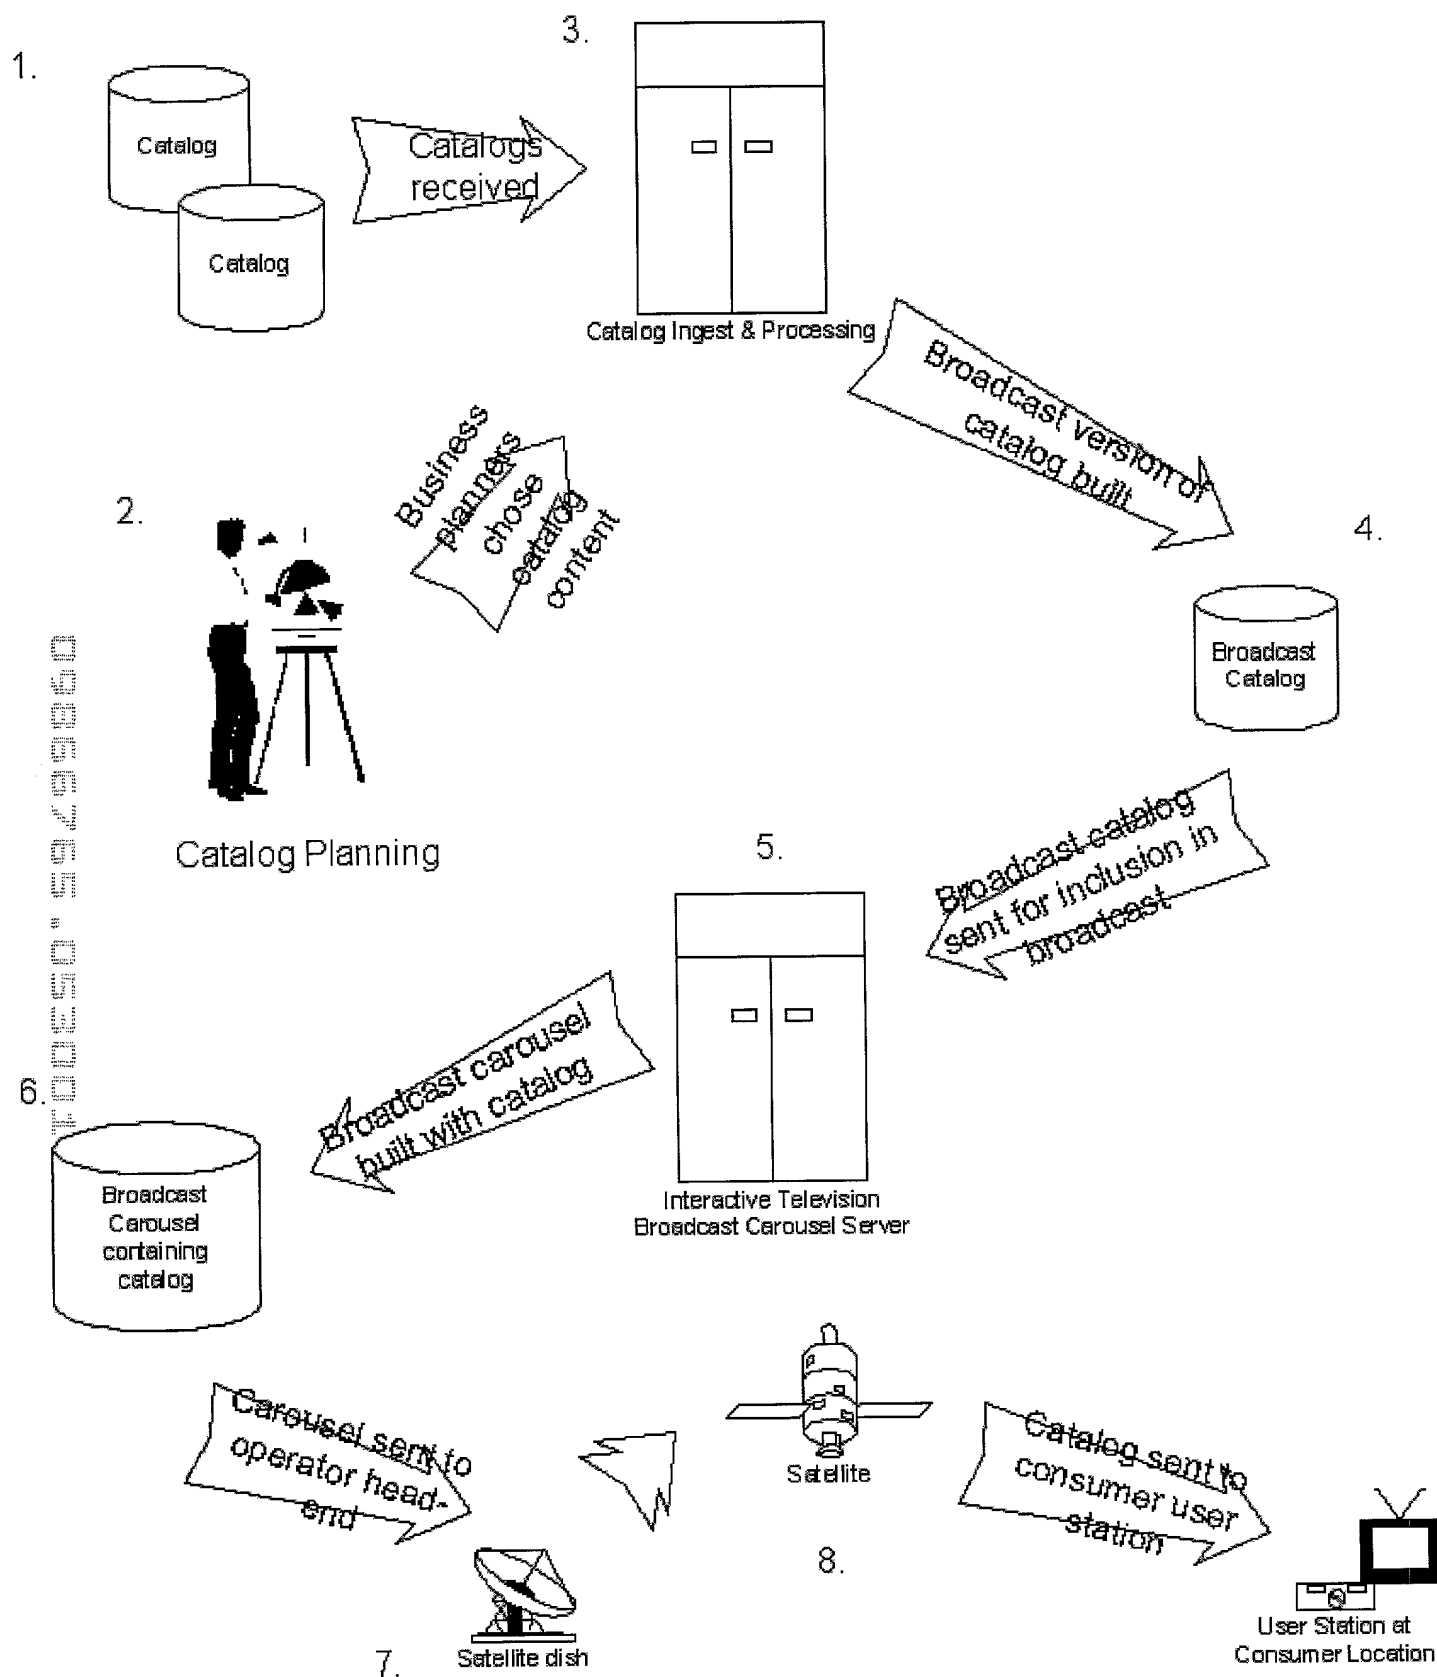 1.
Catalog
Catalog
Catalogs
received
3.
Catalog Ingest & Processing
2.
Catalog Planning
Business
planners
chose
catalog
content
Broadcast version of
catalog built
4.
Broadcast
Catalog
Broadcast catalog
sent for inclusion in
broadcast
5.
Interactive Television
Broadcast Carousel Server
Broadcast carousel
built with catalog
6.
Broadcast
Carousel
containing
catalog
Carousel sent to
operator head-
end
7.
Satellite dish
Satellite
8.
Catalog sent to
consumer user
station
User Station at
Consumer Location